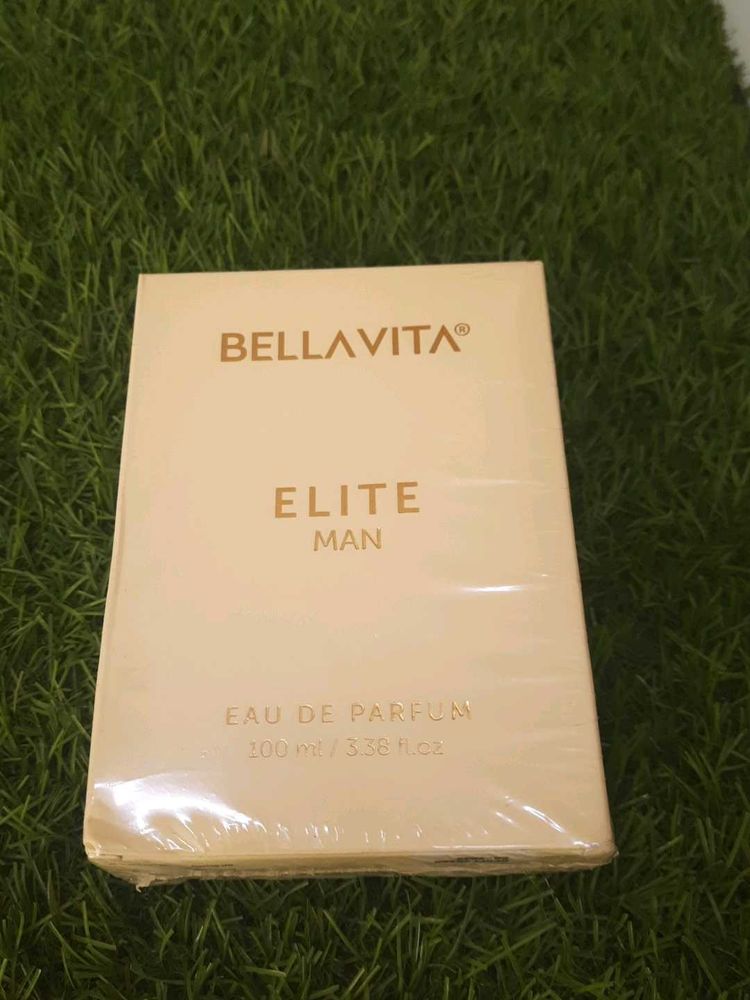 BELLAVITA®
ELITE
MAN
EAU DE PARFUM
100 ml / 3.38 fl.oz